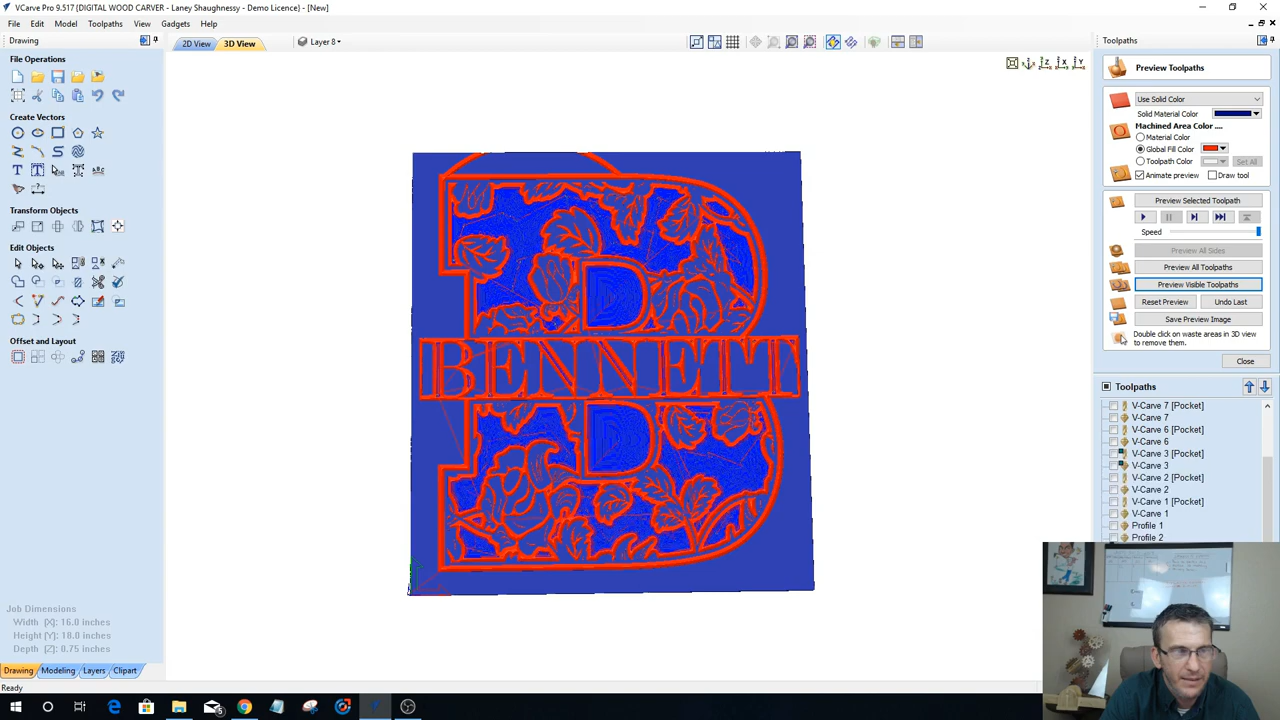 VCarve Pro 9.517 {DIGITAL WOOD CARVER - Laney Shaughnessy - Demo Licence} - [New]
File Edit Model Toolpaths View Gadgets Help
Drawing
2D View 3D View Layer 8
Toolpaths
File Operations
Create Vectors
Transform Objects
Edit Objects
Offset and Layout
Job Dimensions
Width (X): 16.0 inches
Height (Y): 18.0 inches
Depth (Z): 0.75 inches
Drawing Modeling Layers Clipart
Ready
BENNETT
Z X Y
Preview Toolpaths
Use Solid Color
Solid Material Color
Machined Area Color ....
Material Color
Global Fill Color
Toolpath Color Set All
Animate preview Draw tool
Preview Selected Toolpath
Speed
Preview All Sides
Preview All Toolpaths
Preview Visible Toolpaths
Reset Preview Undo Last
Save Preview Image
Double click on waste areas in 3D view
to remove them.
Close
Toolpaths
V-Carve 7 [Pocket]
V-Carve 7
V-Carve 6 [Pocket]
V-Carve 6
V-Carve 3 [Pocket]
V-Carve 3
V-Carve 2 [Pocket]
V-Carve 2
V-Carve 1 [Pocket]
V-Carve 1
Profile 1
Profile 2